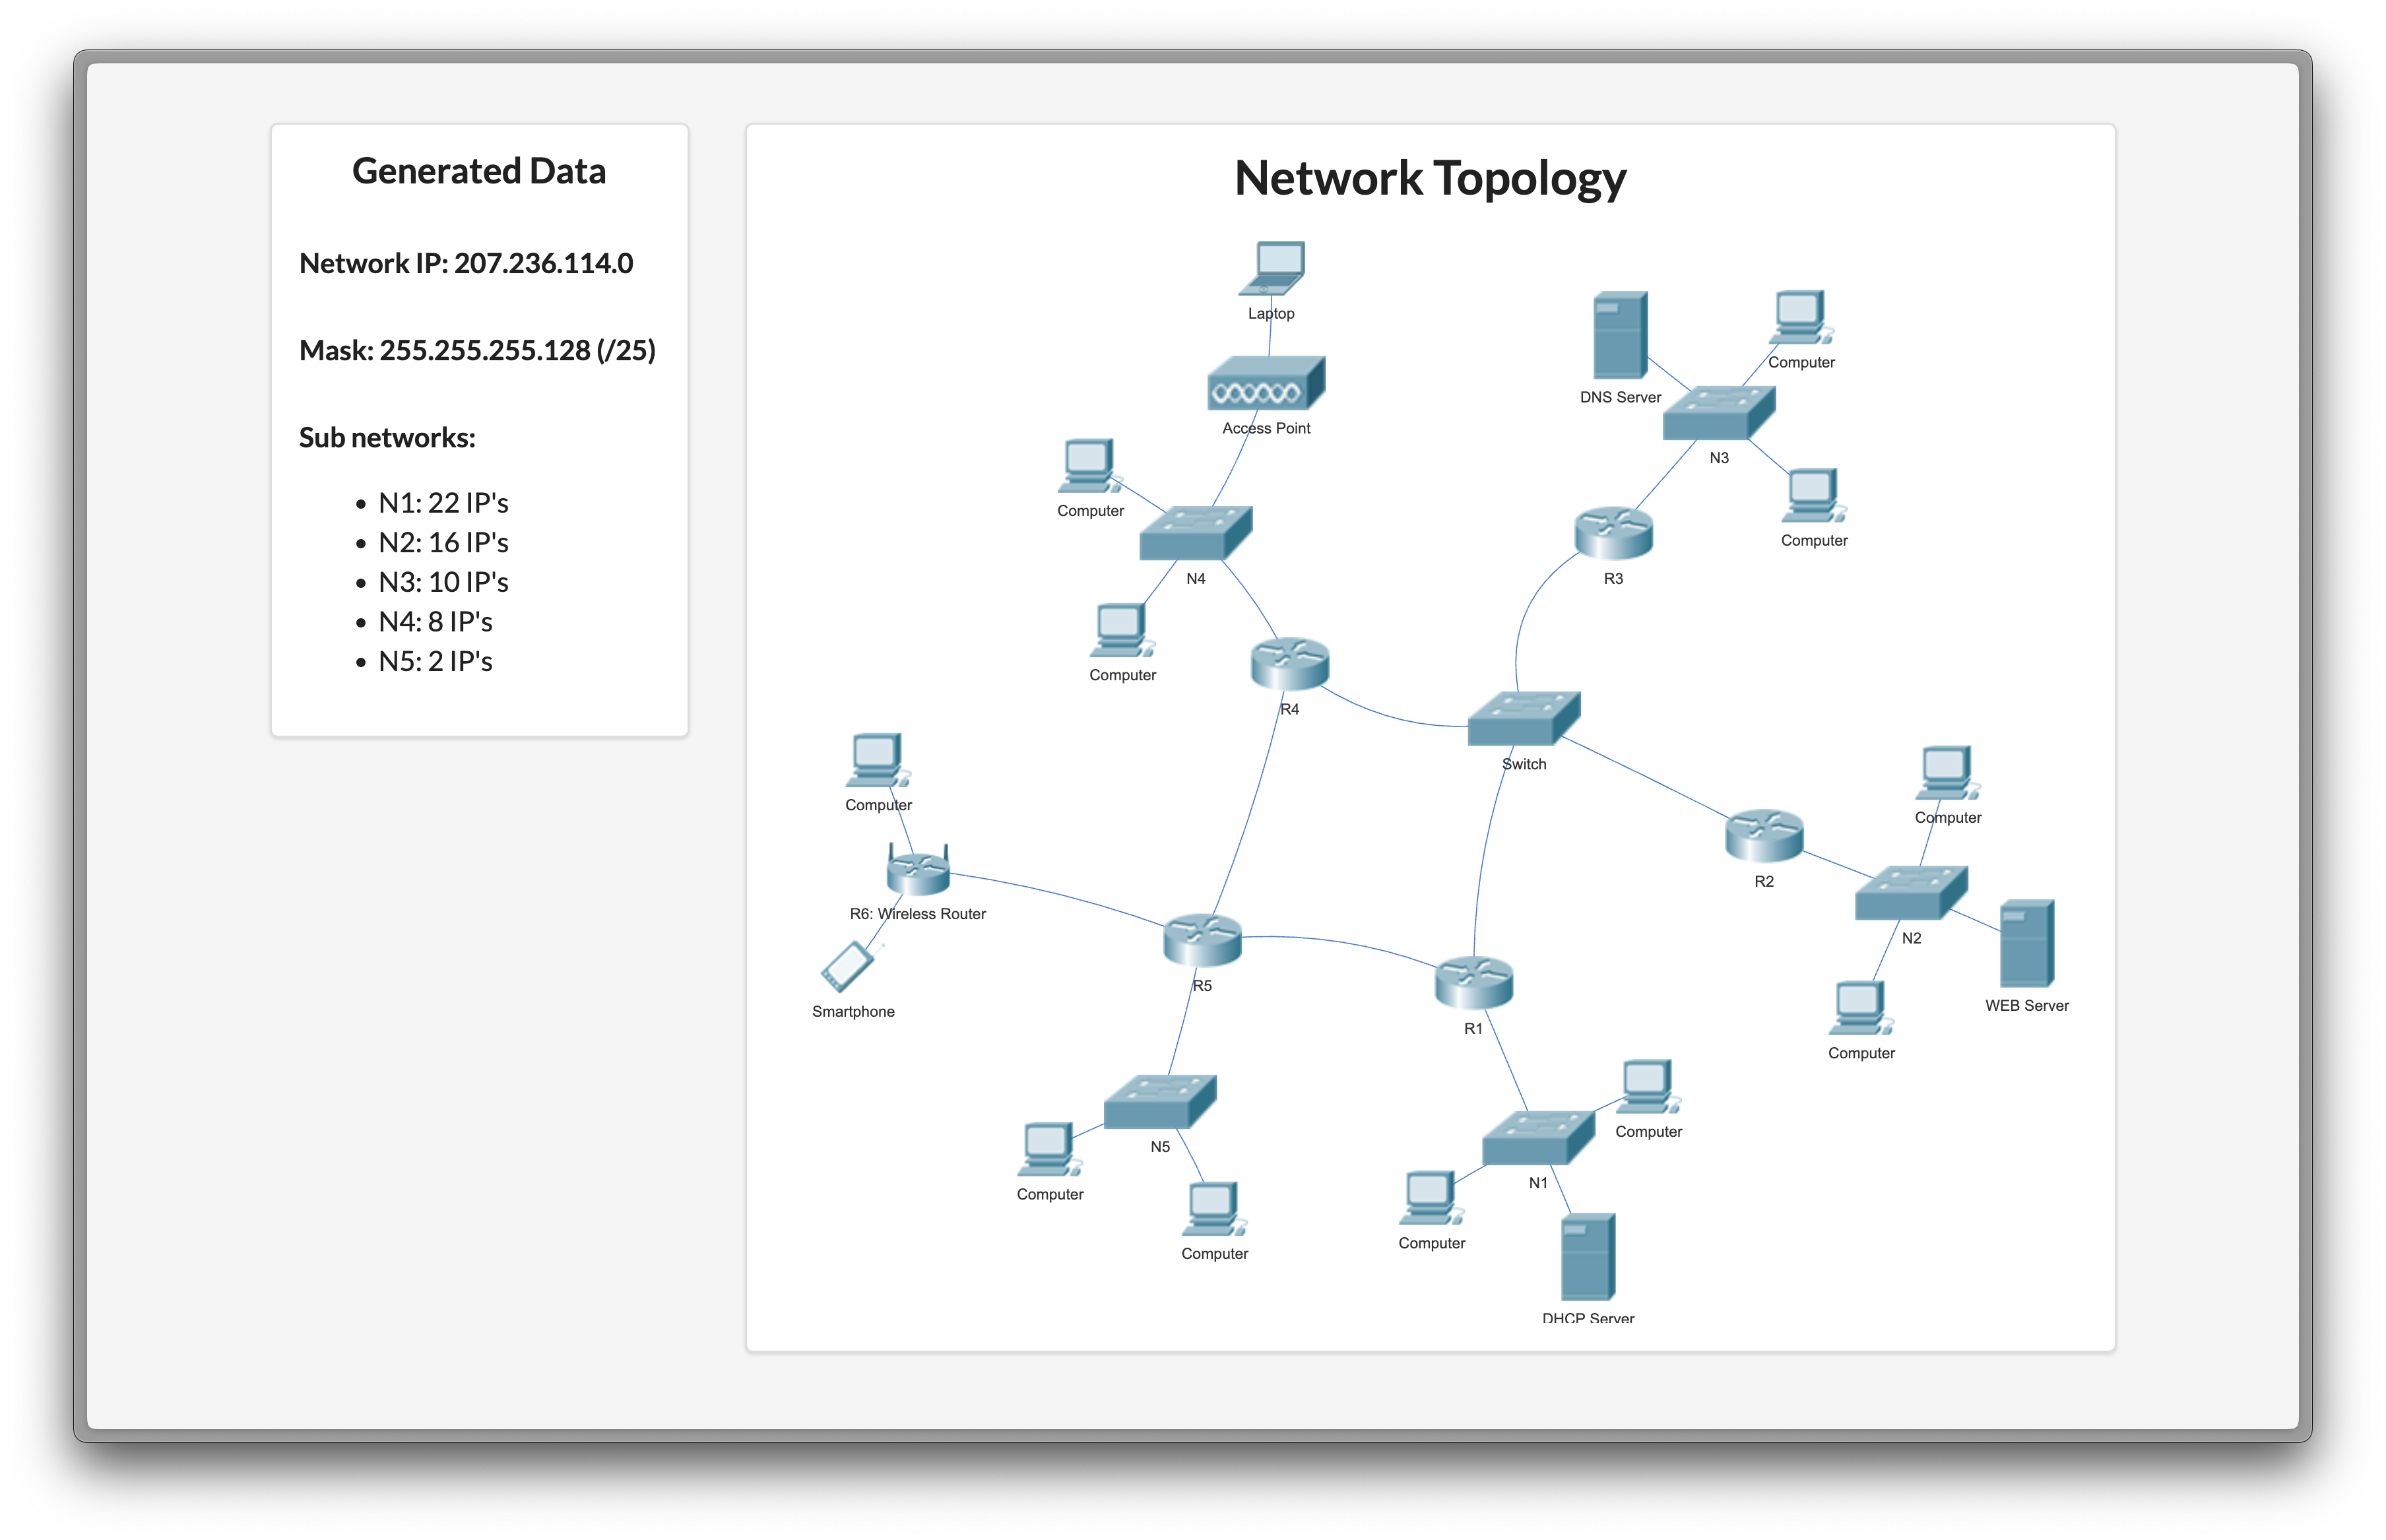 Generated Data
Network IP: 207.236.114.0
Mask: 255.255.255.128 (/25)
Sub networks:
N1: 22 IP's
N2: 16 IP's
N3: 10 IP's
N4: 8 IP's
N5: 2 IP's
Network Topology
Laptop
Access Point
DNS Server
Computer
N3
Computer
Computer
N4
R3
Computer
R4
Switch
Computer
R6: Wireless Router
Smartphone
R5
R1
R2
Computer
N2
WEB Server
Computer
N5
Computer
Computer
Computer
N1
Computer
DHCP Server